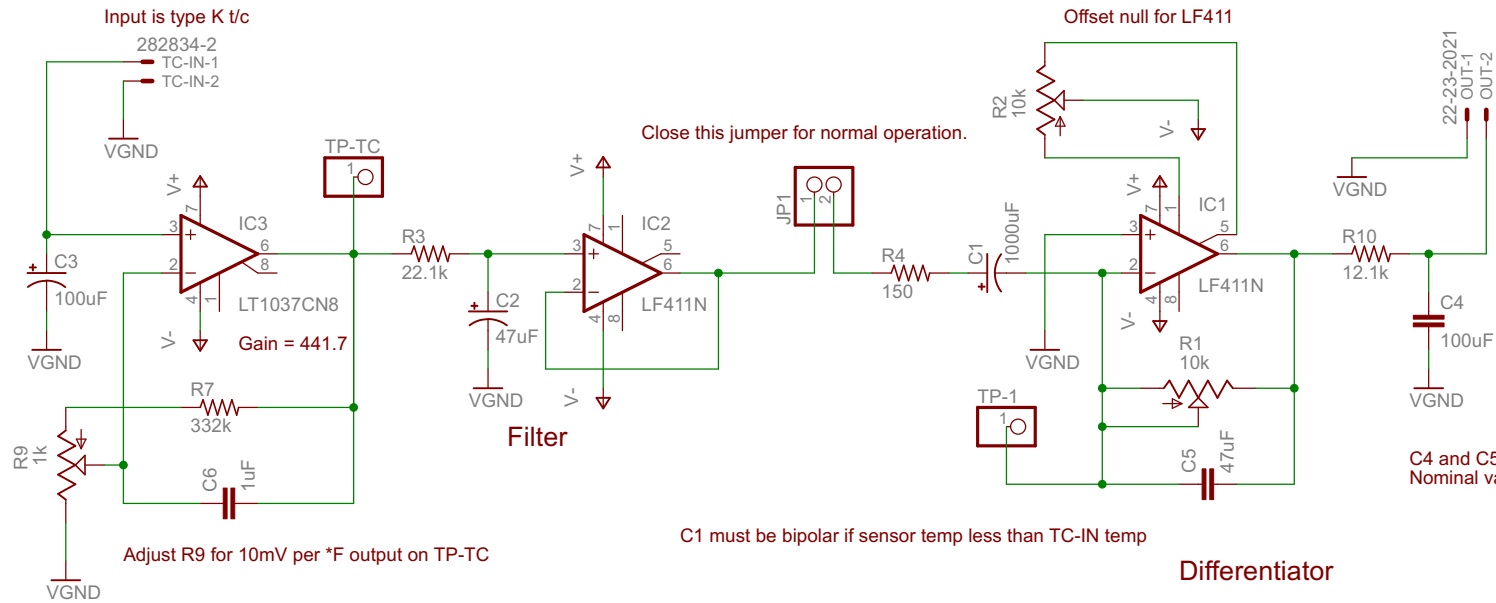 Input is type K t/c
282834-2
TC-IN-1
TC-IN-2
VGND
TP-TC
1
V+
7
IC3
3
+
6
2
-
8
4
1
LT1037CN8
V-
Gain = 441.7
C3
+
100uF
VGND
R7
332k
R9
1k
C6
1uF
VGND
Adjust R9 for 10mV per *F output on TP-TC
R3
22.1k
C2
+
47uF
VGND
V+
7
1
IC2
3
+
5
6
2
-
4
8
LF411N
V-
Filter
Close this jumper for normal operation.
JP1
1
2
R4
150
C1
1000uF
+
Offset null for LF411
R2
10k
V-
V+
7
1
IC1
3
+
5
6
2
-
4
8
LF411N
V-
VGND
R1
10k
TP-1
1
C5
47uF
C1 must be bipolar if sensor temp less than TC-IN temp
Differentiator
22-23-2021
OUT-1
OUT-2
VGND
R10
12.1k
C4
100uF
VGND
C4 and C5
Nominal va